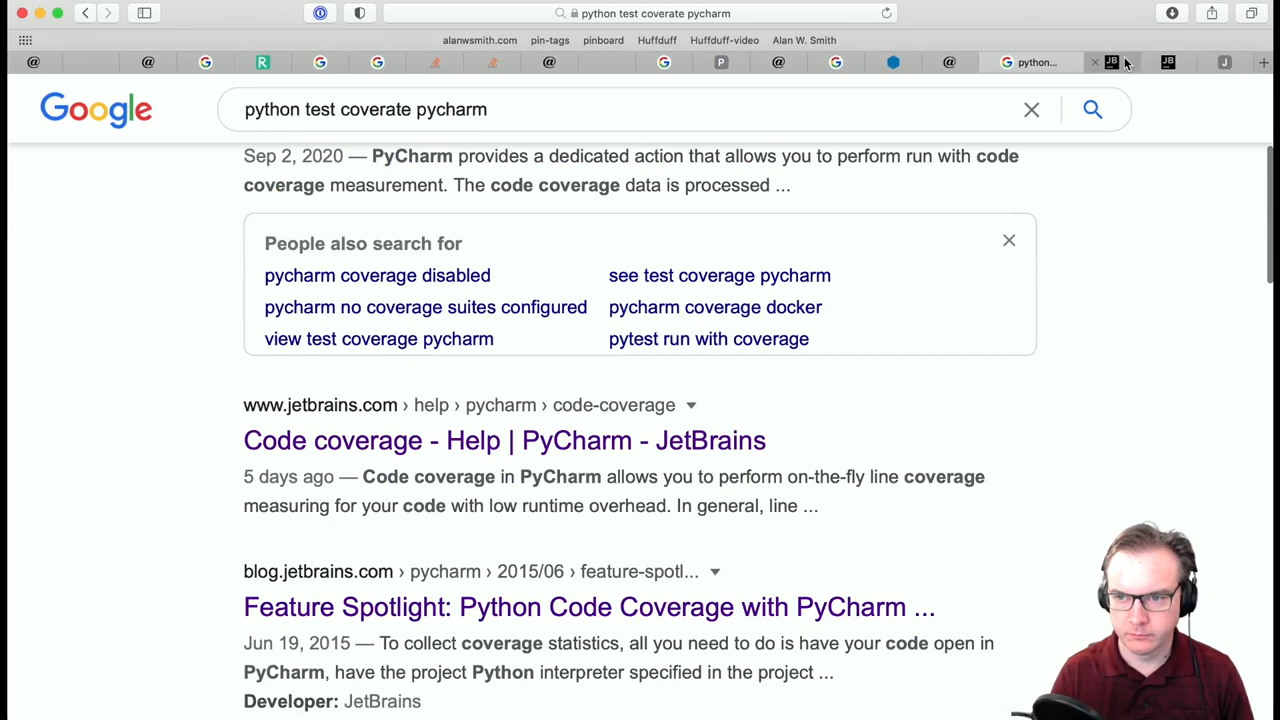 python test coverate pycharm
alanwsmith.com pin-tags pinboard Huffduff Huffduff-video Alan W. Smith
@ @ G R G G @ G P @ G @ G python... JB JB J
Google python test coverate pycharm
Sep 2, 2020 — PyCharm provides a dedicated action that allows you to perform run with code
coverage measurement. The code coverage data is processed ...
People also search for
pycharm coverage disabled see test coverage pycharm
pycharm no coverage suites configured pycharm coverage docker
view test coverage pycharm pytest run with coverage
www.jetbrains.com › help › pycharm › code-coverage
Code coverage - Help | PyCharm - JetBrains
5 days ago — Code coverage in PyCharm allows you to perform on-the-fly line coverage
measuring for your code with low runtime overhead. In general, line ...
blog.jetbrains.com › pycharm › 2015/06 › feature-spotl...
Feature Spotlight: Python Code Coverage with PyCharm ...
Jun 19, 2015 — To collect coverage statistics, all you need to do is have your code open in
PyCharm, have the project Python interpreter specified in the project ...
Developer: JetBrains